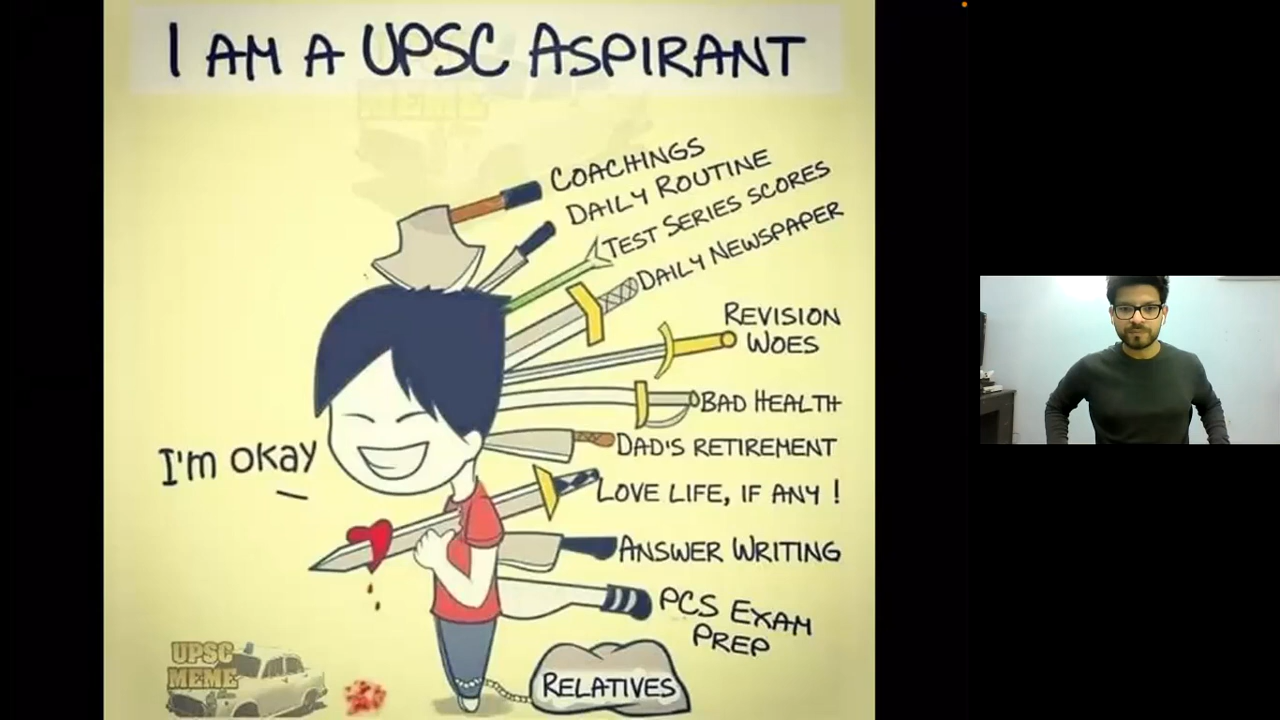 I AM A UPSC ASPIRANT
MEME
COACHINGS
DAILY ROUTINE
TEST SERIES SCORES
DAILY NEWSPAPER
REVISION
WOES
BAD HEALTH
DAD'S RETIREMENT
I'm okay
LOVE LIFE, IF ANY !
ANSWER WRITING
PCS EXAM
PREP
UPSC
MEME
RELATIVES